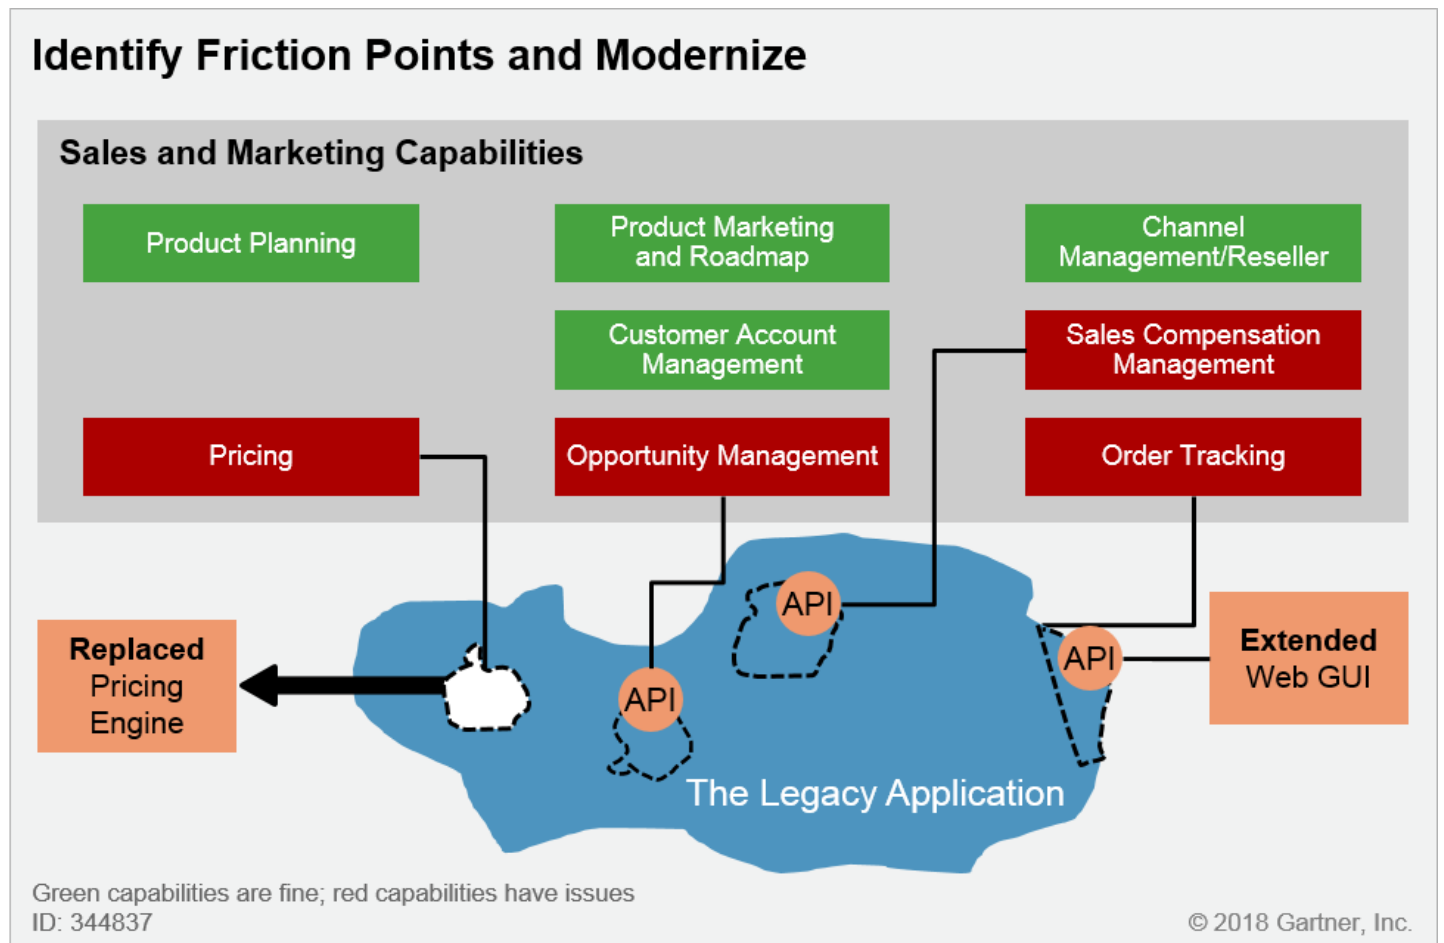 Identify Friction Points and Modernize
Sales and Marketing Capabilities
Product Planning
Product Marketing
and Roadmap
Channel
Management/Reseller
Customer Account
Management
Sales Compensation
Management
Pricing
Opportunity Management
Order Tracking
Replaced
Pricing
Engine
API
API
API
Extended
Web GUI
The Legacy Application
Green capabilities are fine; red capabilities have issues
ID: 344837
© 2018 Gartner, Inc.